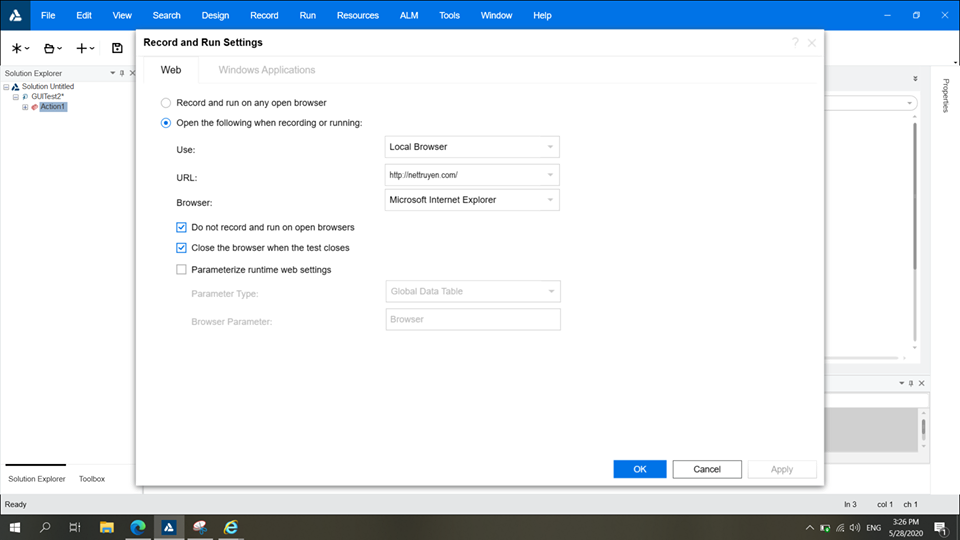 File Edit View Search Design Record Run Resources ALM Tools Window Help
Record and Run Settings
Solution Explorer
Solution Untitled
GUITest2*
Action1
Web Windows Applications
Record and run on any open browser
Open the following when recording or running:
Use: Local Browser
URL: http://nettruyen.com/
Browser: Microsoft Internet Explorer
Do not record and run on open browsers
Close the browser when the test closes
Parameterize runtime web settings
Parameter Type: Global Data Table
Browser Parameter: Browser
OK Cancel Apply
Properties
Solution Explorer Toolbox
Ready ln 3 col 1 ch 1
ENG 3:26 PM
5/28/2020
1